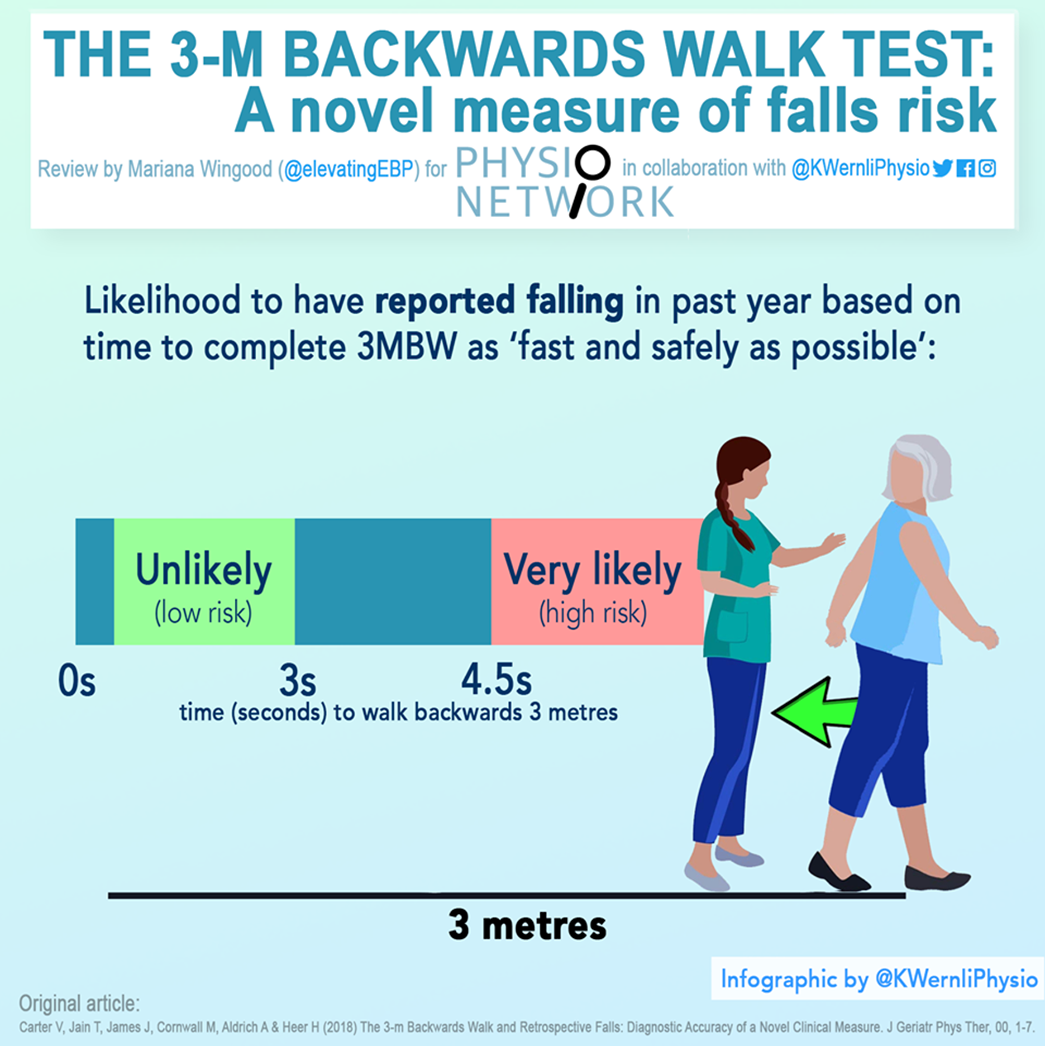 THE 3-M BACKWARDS WALK TEST:
A novel measure of falls risk
Review by Mariana Wingood (@elevatingEBP) for PHYSIO NETWORK in collaboration with @KWernliPhysio
Likelihood to have reported falling in past year based on
time to complete 3MBW as ‘fast and safely as possible’:
Unlikely
(low risk)
Very likely
(high risk)
0s 3s 4.5s
time (seconds) to walk backwards 3 metres
3 metres
Infographic by @KWernliPhysio
Original article:
Carter V, Jain T, James J, Cornwall M, Aldrich A & Heer H (2018) The 3-m Backwards Walk and Retrospective Falls: Diagnostic Accuracy of a Novel Clinical Measure. J Geriatr Phys Ther, 00, 1-7.